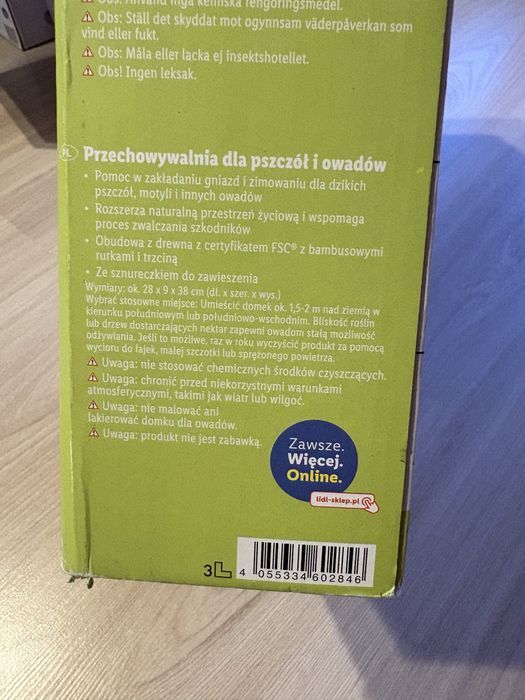 ⚠ Obs: Använd inga kemiska rengöringsmedel.
⚠ Obs: Ställ det skyddat mot ogynnsam väderpåverkan som
vind eller fukt.
⚠ Obs: Måla eller lacka ej insektshotellet.
⚠ Obs! Ingen leksak.
PL Przechowywalnia dla pszczół i owadów
• Pomoc w zakładaniu gniazd i zimowaniu dla dzikich
pszczół, motyli i innych owadów
• Rozszerza naturalną przestrzeń życiową i wspomaga
proces zwalczania szkodników
• Obudowa z drewna z certyfikatem FSC® z bambusowymi
rurkami i trzciną
• Ze sznureczkiem do zawieszenia
Wymiary: ok. 28 x 9 x 38 cm (dł. x szer. x wys.)
Wybrać stosowne miejsce: Umieścić domek ok. 1,5-2 m nad ziemią w
kierunku południowym lub południowo-wschodnim. Bliskość roślin
lub drzew dostarczających nektar zapewni owadom stałą możliwość
odżywiania. Jeśli to możliwe, raz w roku wyczyścić produkt za pomocą
wycioru do fajek, małej szczotki lub sprężonego powietrza.
⚠ Uwaga: nie stosować chemicznych środków czyszczących.
⚠ Uwaga: chronić przed niekorzystnymi warunkami
atmosferycznymi, takimi jak wiatr lub wilgoć.
⚠ Uwaga: nie malować ani
lakierować domku dla owadów.
⚠ Uwaga: produkt nie jest zabawką.
Zawsze.
Więcej.
Online.
lidl-sklep.pl
3L
4 055334 602846